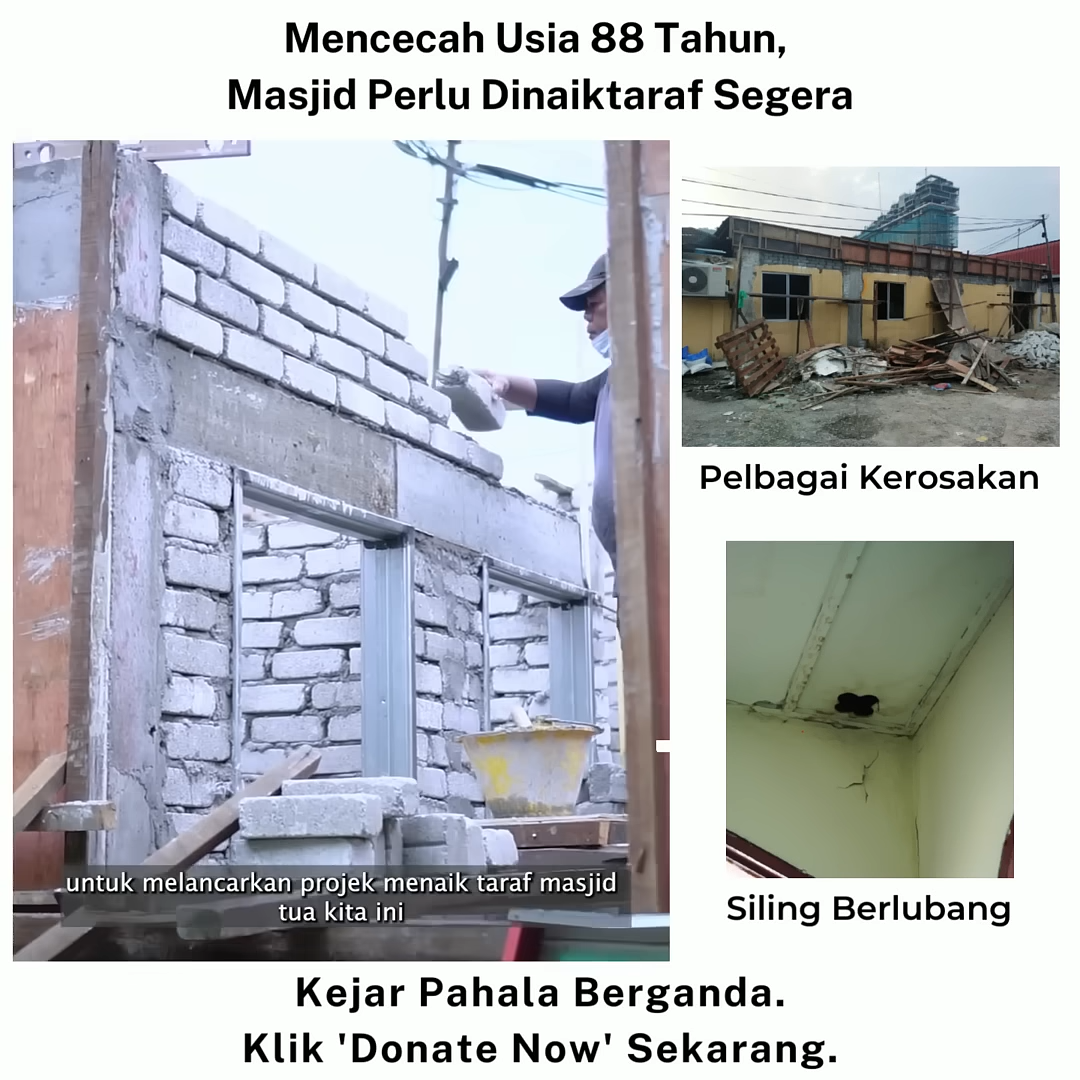 Mencecah Usia 88 Tahun,
Masjid Perlu Dinaiktaraf Segera
Pelbagai Kerosakan
Siling Berlubang
untuk melancarkan projek menaik taraf masjid
tua kita ini
Kejar Pahala Berganda.
Klik 'Donate Now' Sekarang.